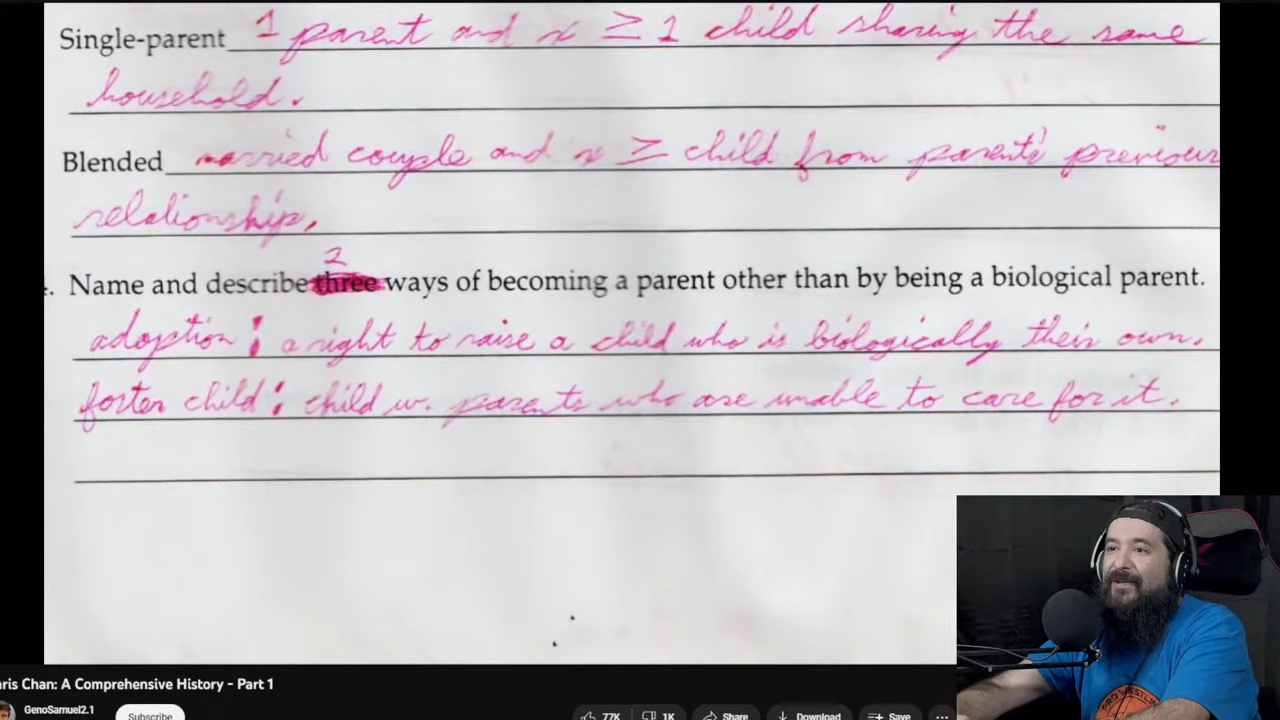 Single-parent 1 parent and x ≥ 1 child sharing the same
household.
Blended married couple and x ≥ child from parents' previous
relationship.
2
. Name and describe three ways of becoming a parent other than by being a biological parent.
adoption: a right to raise a child who is biologically their own.
foster child: child w. parents who are unable to care for it.
aris Chan: A Comprehensive History - Part 1
GenoSamuel2.1
Subscribe
77K
1K
Share
Download
Save
...